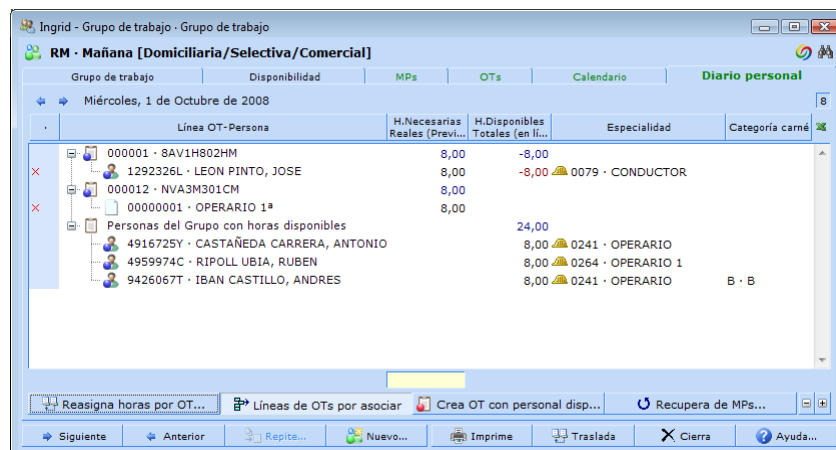 Ingrid - Grupo de trabajo · Grupo de trabajo
RM · Mañana [Domiciliaria/Selectiva/Comercial]
Grupo de trabajo Disponibilidad MPs OTs Calendario Diario personal
Miércoles, 1 de Octubre de 2008 8
· Línea OT-Persona H.Necesarias Reales (Previ... H.Disponibles Totales (en lí... Especialidad Categoría carné
000001 · 8AV1H802HM 8,00 -8,00
1292326L · LEON PINTO, JOSE 8,00 -8,00 0079 · CONDUCTOR
000012 · NVA3M301CM 8,00
00000001 · OPERARIO 1ª 8,00
Personas del Grupo con horas disponibles 24,00
4916725Y · CASTAÑEDA CARRERA, ANTONIO 8,00 0241 · OPERARIO
4959974C · RIPOLL UBIA, RUBEN 8,00 0264 · OPERARIO 1
9426067T · IBAN CASTILLO, ANDRES 8,00 0241 · OPERARIO B · B
Reasigna horas por OT... Líneas de OTs por asociar Crea OT con personal disp... Recupera de MPs...
Siguiente Anterior Repite... Nuevo... Imprime Traslada Cierra Ayuda...